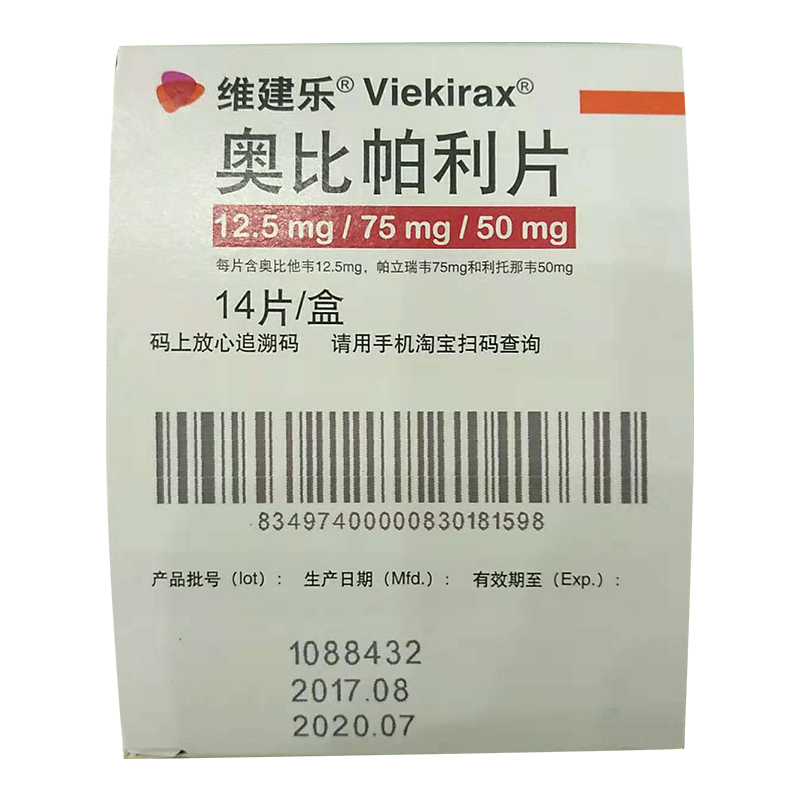 维建乐® Viekirax®
奥比帕利片
12.5 mg / 75 mg / 50 mg
每片含奥比他韦12.5mg，帕立瑞韦75mg和利托那韦50mg
14片/盒
码上放心追溯码 请用手机淘宝扫码查询
83497400000830181598
产品批号（lot）： 生产日期（Mfd.）： 有效期至（Exp.）：
1088432
2017.08
2020.07